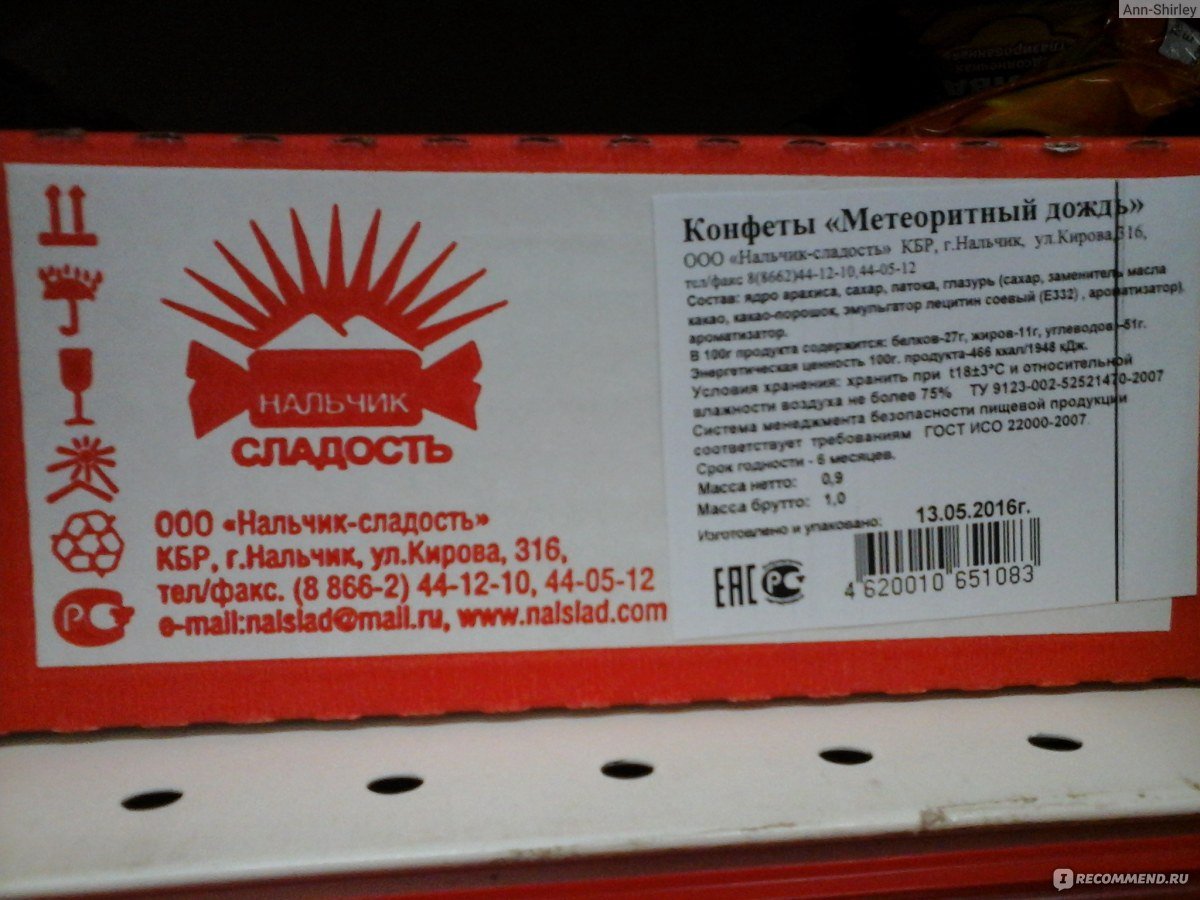 Ann-Shirley
НАЛЬЧИК
СЛАДОСТЬ
ООО «Нальчик-сладость»
КБР, г.Нальчик, ул.Кирова, 316,
тел/факс. (8 866-2) 44-12-10, 44-05-12
e-mail:nalslad@mail.ru, www.nalslad.com
Конфеты «Метеоритный дождь»
ООО «Нальчик-сладость» КБР, г.Нальчик, ул.Кирова,316,
тел/факс 8(8662)44-12-10,44-05-12
Состав: ядро арахиса, сахар, патока, глазурь (сахар, заменитель масла
какао, какао-порошок, эмульгатор лецитин соевый (Е332) , ароматизатор),
ароматизатор.
В 100г продукта содержится: белков-27г, жиров-11г, углеводов-61г.
Энергетическая ценность 100г. продукта-466 ккал/1948 кДж.
Условия хранения: хранить при t18±3°С и относительной
влажности воздуха не более 75% ТУ 9123-002-52521470-2007
Система менеджмента безопасности пищевой продукции
соответствует требованиям ГОСТ ИСО 22000-2007.
Срок годности - 6 месяцев.
Масса нетто: 0,9
Масса брутто: 1,0
Изготовлено и упаковано: 13.05.2016г.
ЕАС РС
4 620010 651083
РС
I RECOMMEND.RU